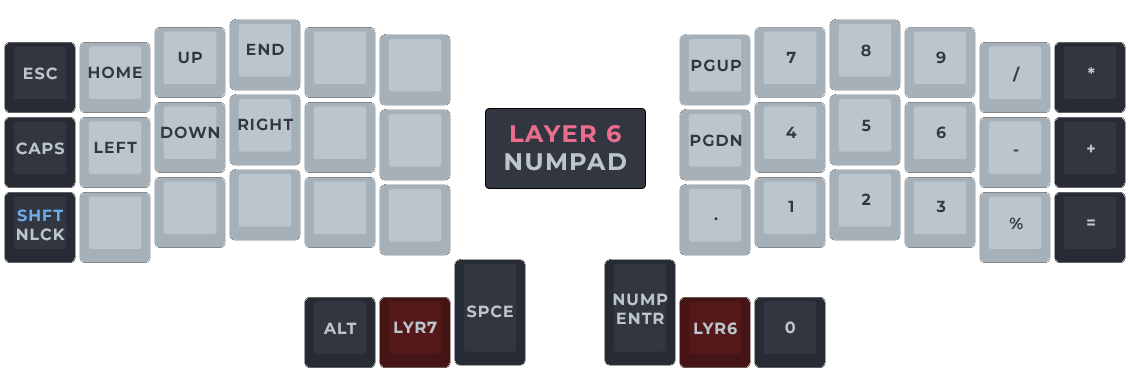 ESC HOME UP END
CAPS LEFT DOWN RIGHT
SHFT
NLCK
LAYER 6
NUMPAD
PGUP 7 8 9 / *
PGDN 4 5 6 - +
. 1 2 3 % =
ALT LYR7 SPCE
NUMP
ENTR
LYR6 0